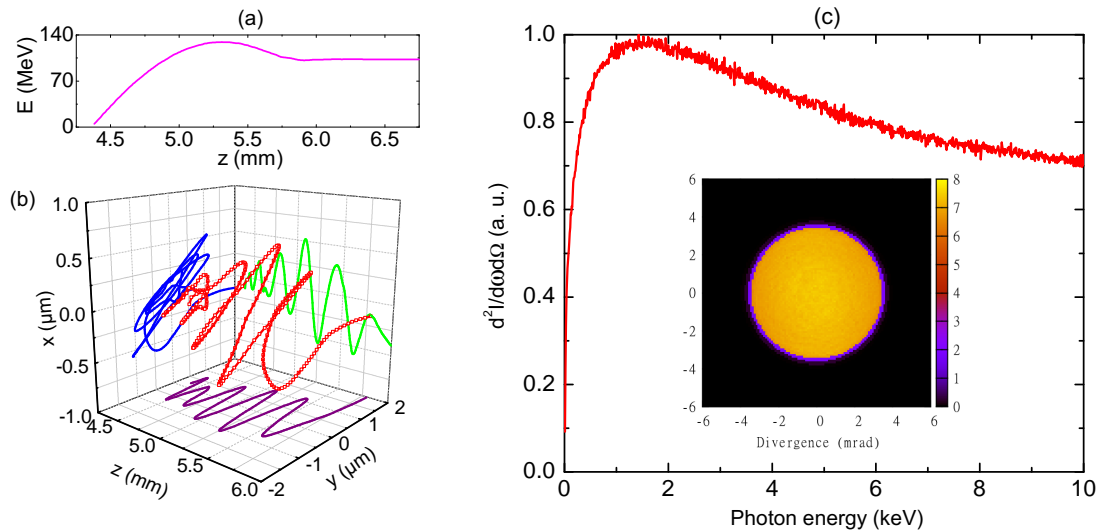 (a)
E (MeV)
140
70
0
4.5 5.0 5.5 6.0 6.5
z (mm)
(b)
x (µm)
1.0
0.5
0.0
-0.5
-1.0
4.5 5.0 5.5 6.0
z (mm)
-2 -1 0 1 2
y (µm)
(c)
d²I/dωdΩ (a. u.)
1.0
0.8
0.6
0.4
0.2
0.0
0 2 4 6 8 10
Photon energy (keV)
6
4
2
0
-2
-4
-6
-6 -4 -2 0 2 4 6
Divergence (mrad)
8
7
6
5
4
3
2
1
0